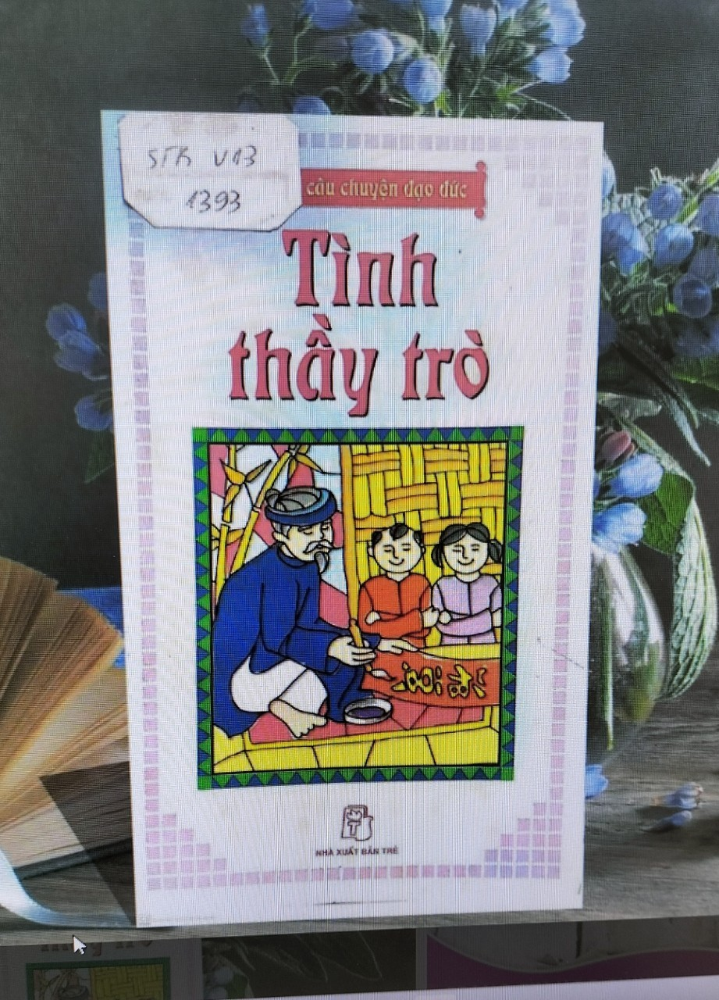 STK V13
1393
câu chuyện đạo đức
Tình
thầy trò
NHÀ XUẤT BẢN TRẺ